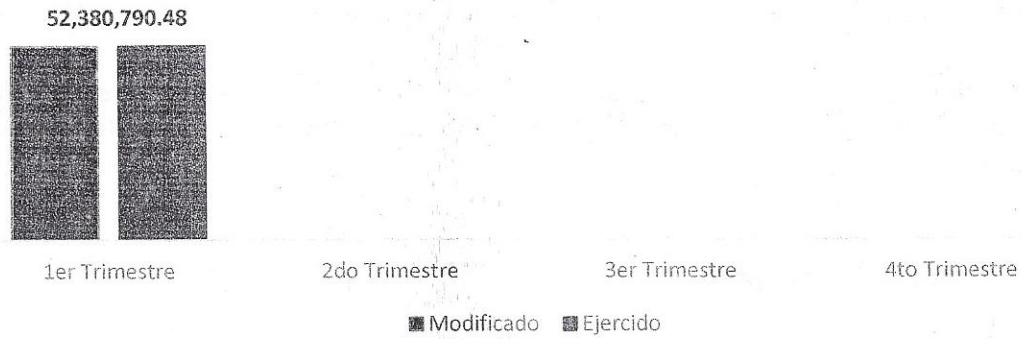 52,380,790.48
1er Trimestre 2do Trimestre 3er Trimestre 4to Trimestre
Modificado Ejercido